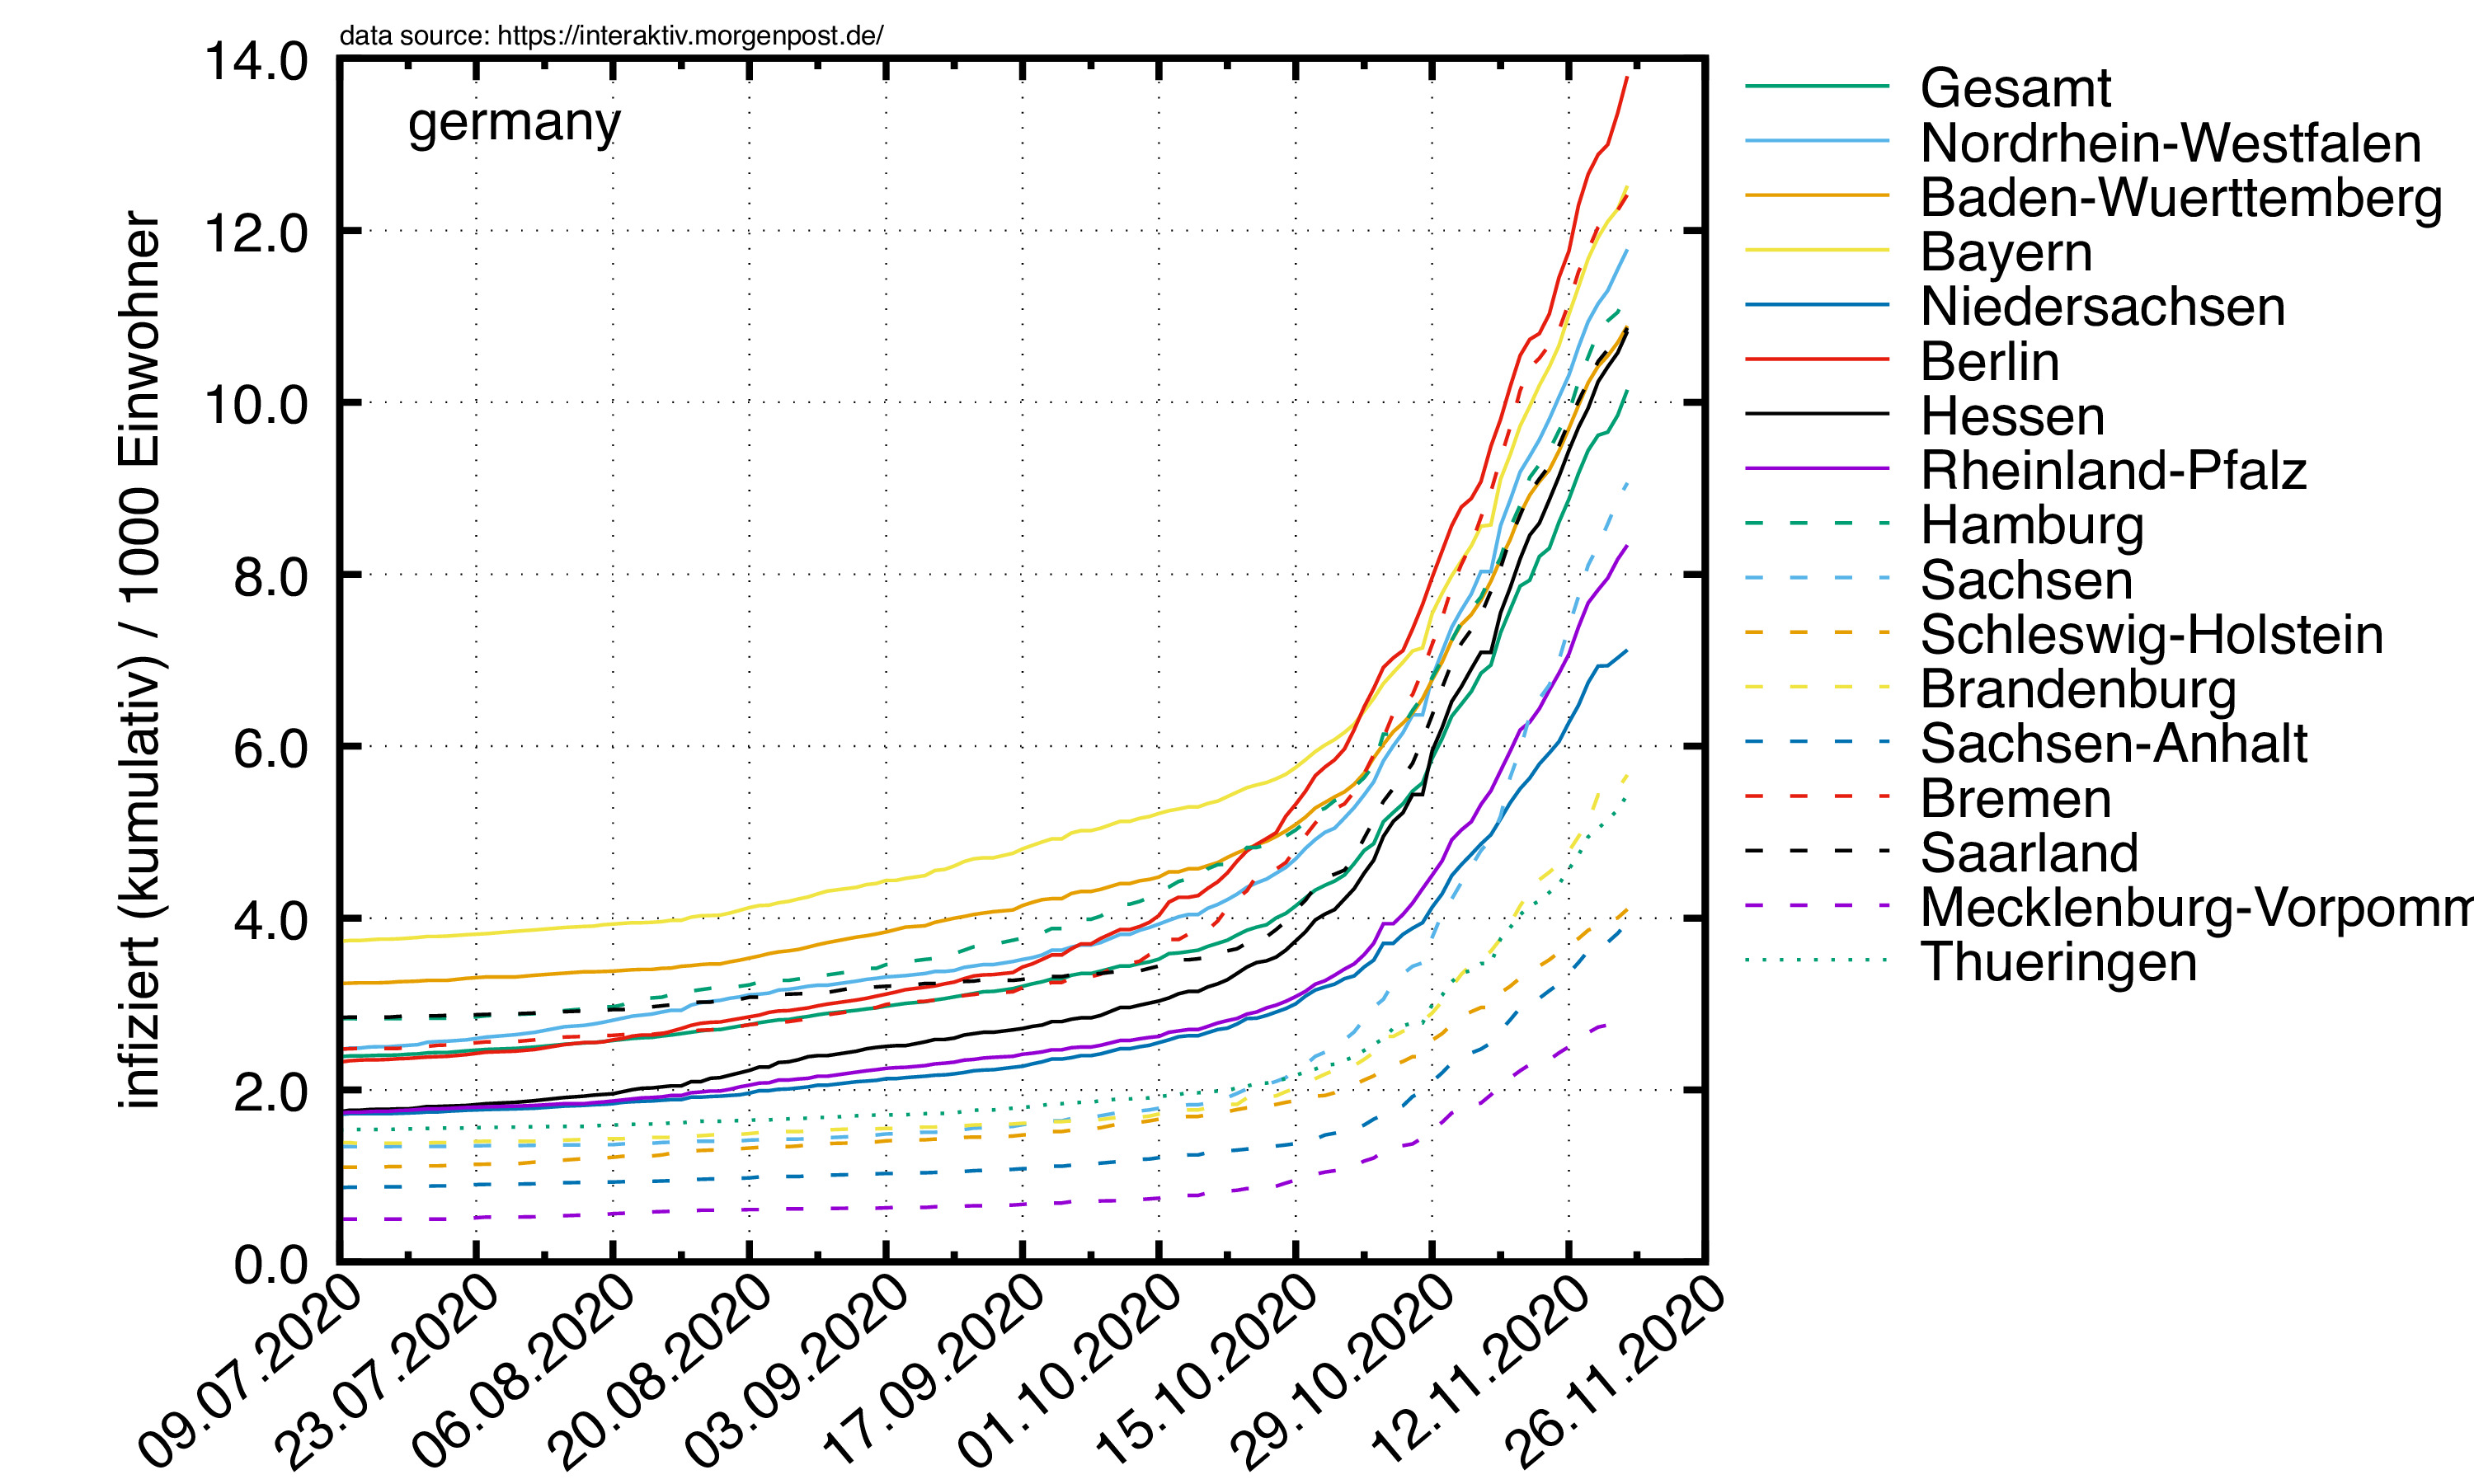 data source: https://interaktiv.morgenpost.de/
germany
infiziert (kumulativ) / 1000 Einwohner
14.0
12.0
10.0
8.0
6.0
4.0
2.0
0.0
09.07.2020
23.07.2020
06.08.2020
20.08.2020
03.09.2020
17.09.2020
01.10.2020
15.10.2020
29.10.2020
12.11.2020
26.11.2020
Gesamt
Nordrhein-Westfalen
Baden-Wuerttemberg
Bayern
Niedersachsen
Berlin
Hessen
Rheinland-Pfalz
Hamburg
Sachsen
Schleswig-Holstein
Brandenburg
Sachsen-Anhalt
Bremen
Saarland
Mecklenburg-Vorpomm
Thueringen